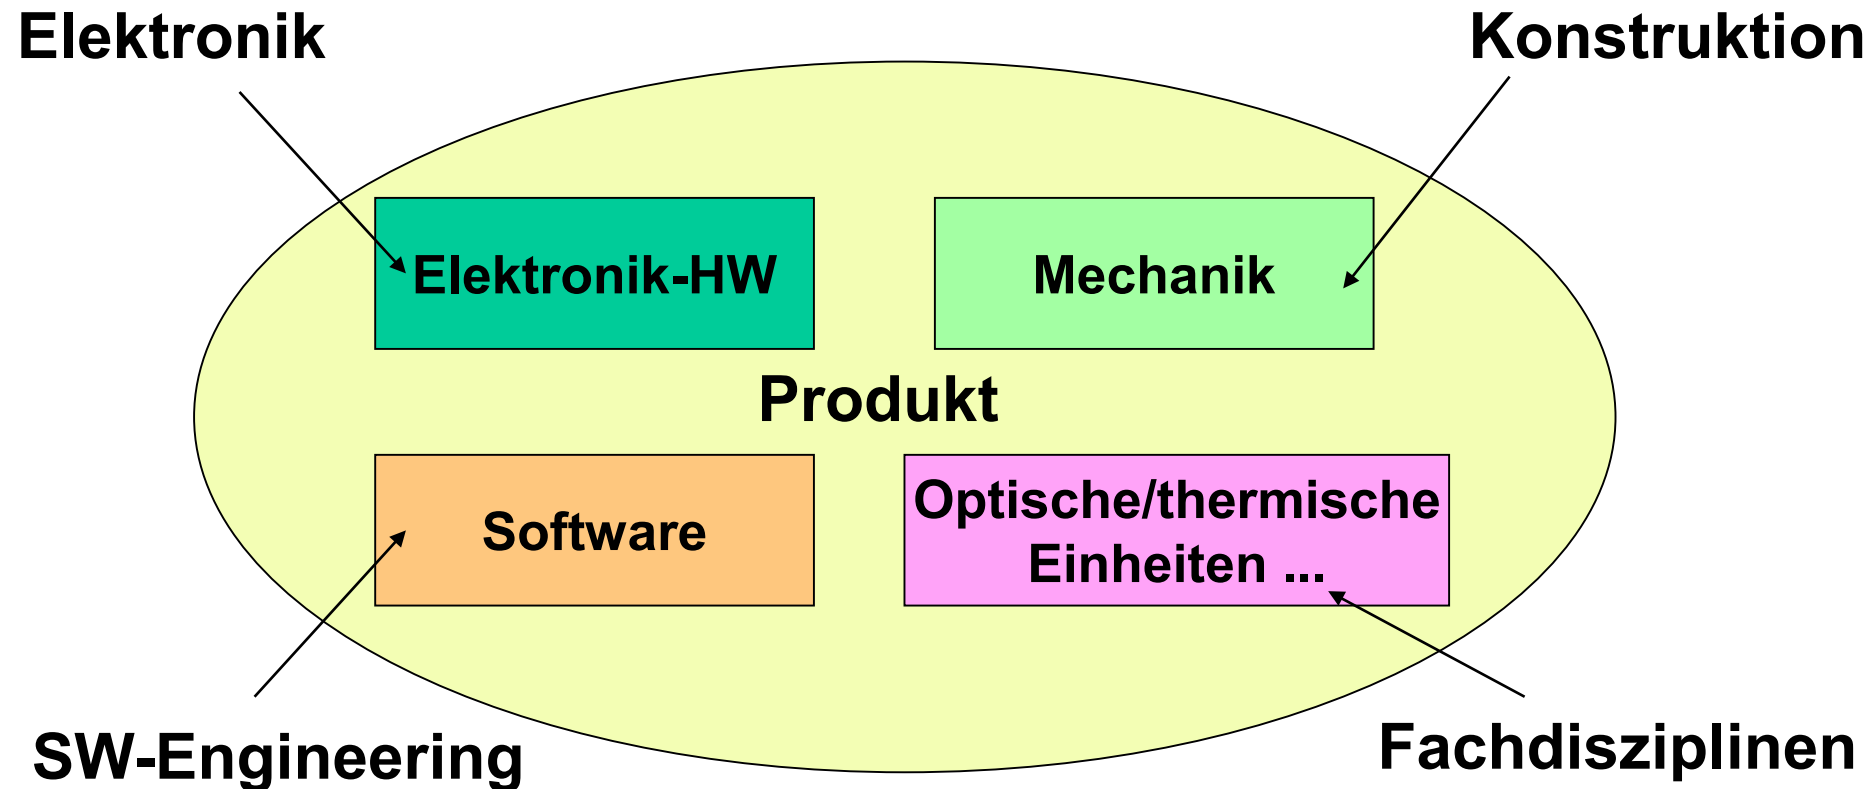 Elektronik
Konstruktion
Elektronik-HW
Mechanik
Produkt
Software
Optische/thermische
Einheiten ...
SW-Engineering
Fachdisziplinen